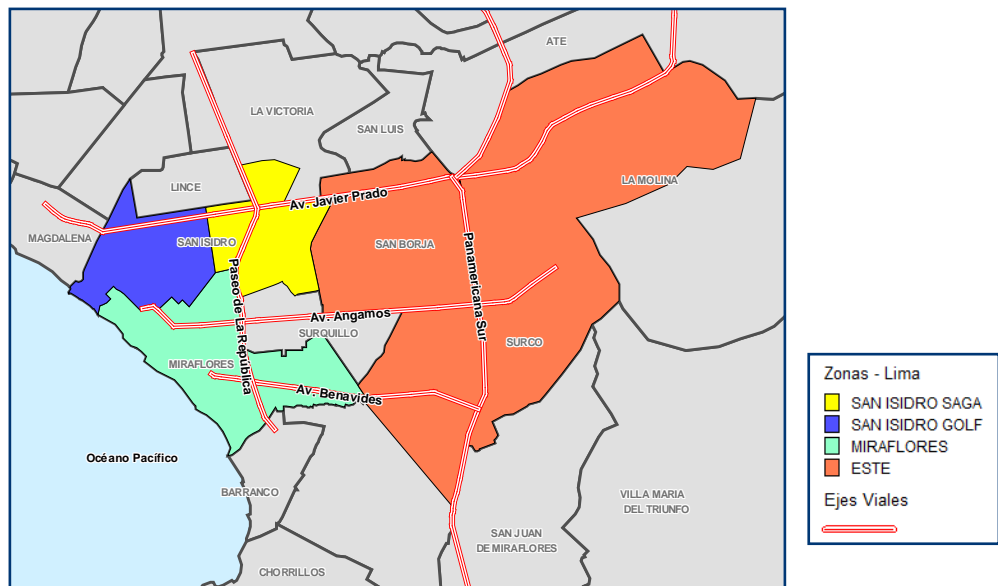 ATE
LA VICTORIA
SAN LUIS
LINCE
LA MOLINA
Av. Javier Prado
MAGDALENA
SAN ISIDRO
SAN BORJA
Panamericana Sur
Paseo de La República
Av. Angamos
SURQUILLO
SURCO
MIRAFLORES
Av. Benavides
Océano Pacífico
BARRANCO
VILLA MARIA
DEL TRIUNFO
SAN JUAN
DE MIRAFLORES
CHORRILLOS
Zonas - Lima
SAN ISIDRO SAGA
SAN ISIDRO GOLF
MIRAFLORES
ESTE
Ejes Viales